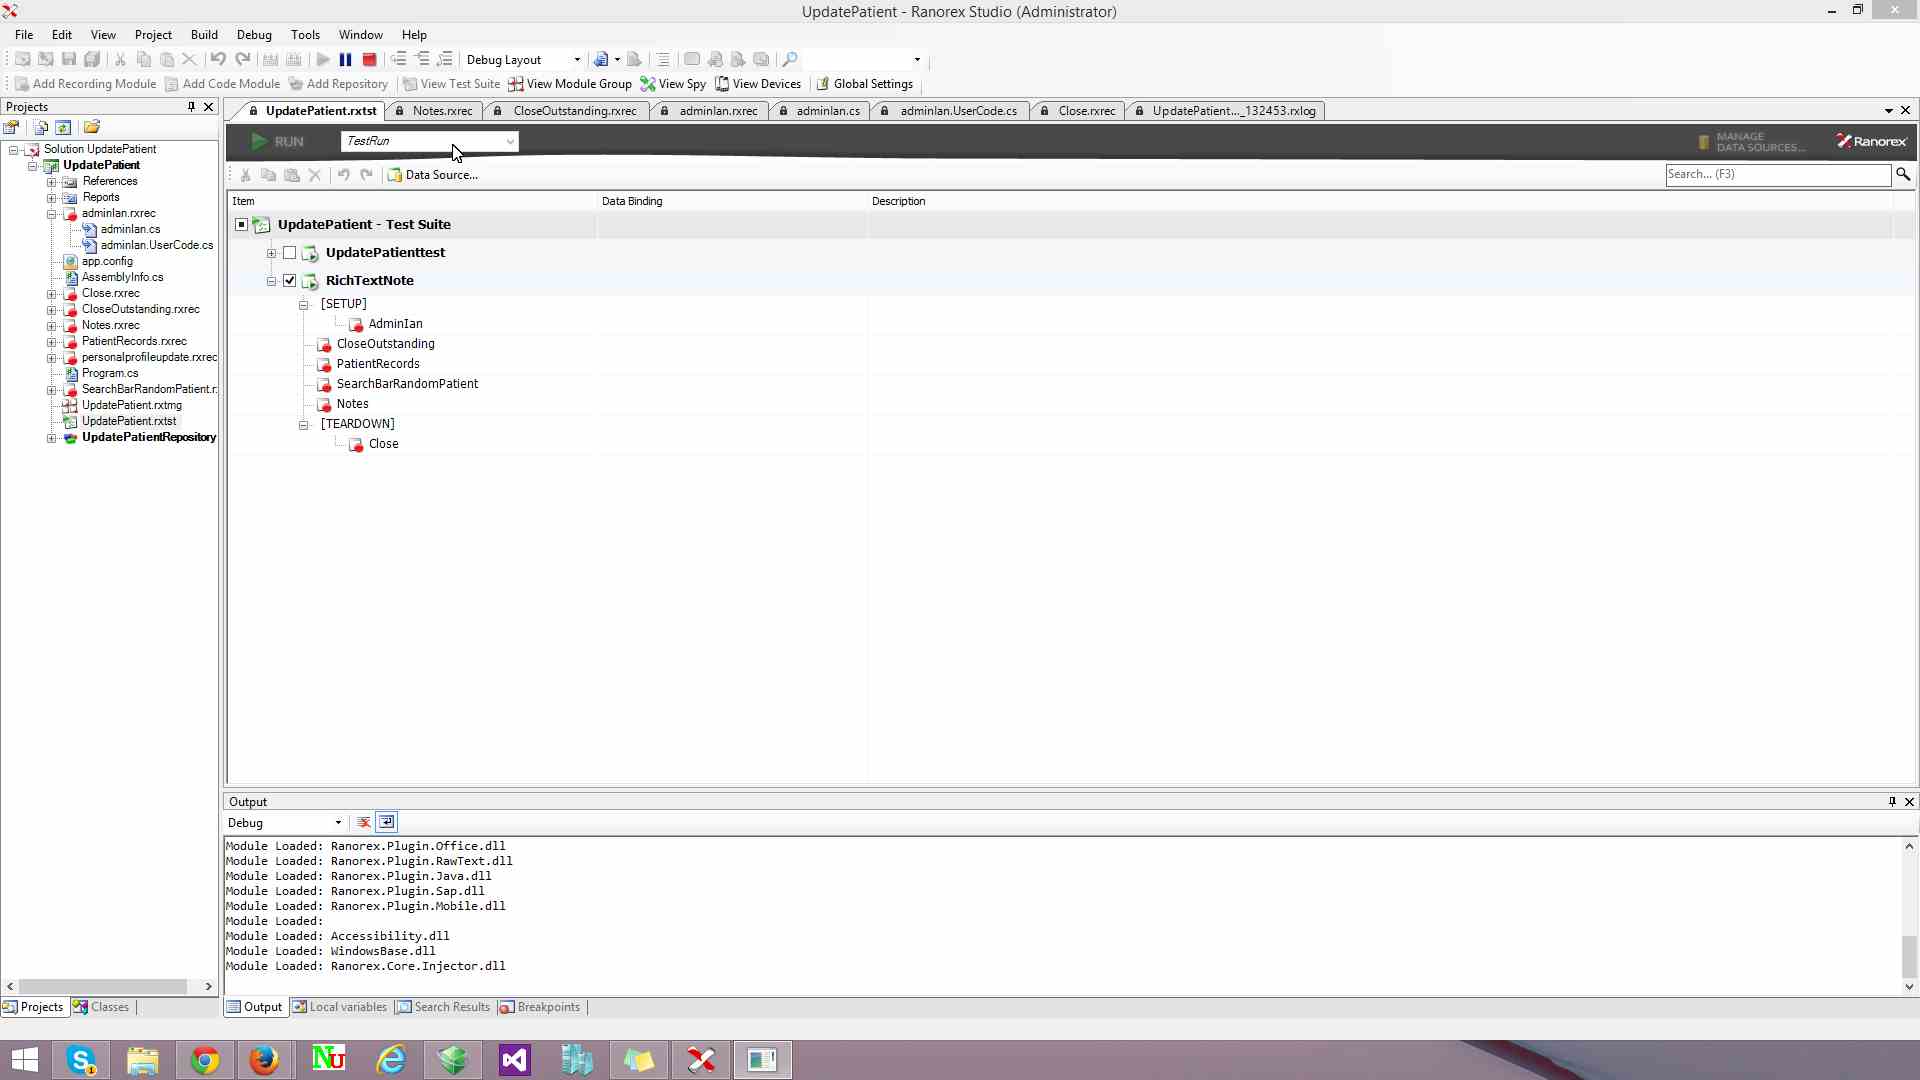 UpdatePatient - Ranorex Studio (Administrator)
File Edit View Project Build Debug Tools Window Help
Debug Layout
Add Recording Module Add Code Module Add Repository View Test Suite View Module Group View Spy View Devices Global Settings
Projects
UpdatePatient.rxtst Notes.rxrec CloseOutstanding.rxrec adminIan.rxrec adminIan.cs adminIan.UserCode.cs Close.rxrec UpdatePatient..._132453.rxlog
RUN TestRun MANAGE DATA SOURCES... Ranorex
Data Source... Search... (F3)
Item Data Binding Description
Solution UpdatePatient
UpdatePatient
References
Reports
adminIan.rxrec
adminIan.cs
adminIan.UserCode.cs
app.config
AssemblyInfo.cs
Close.rxrec
CloseOutstanding.rxrec
Notes.rxrec
PatientRecords.rxrec
personalprofileupdate.rxrec
Program.cs
SearchBarRandomPatient.r
UpdatePatient.rxtmg
UpdatePatient.rxtst
UpdatePatientRepository
UpdatePatient - Test Suite
UpdatePatienttest
RichTextNote
[SETUP]
AdminIan
CloseOutstanding
PatientRecords
SearchBarRandomPatient
Notes
[TEARDOWN]
Close
Output
Debug
Module Loaded: Ranorex.Plugin.Office.dll
Module Loaded: Ranorex.Plugin.RawText.dll
Module Loaded: Ranorex.Plugin.Java.dll
Module Loaded: Ranorex.Plugin.Sap.dll
Module Loaded: Ranorex.Plugin.Mobile.dll
Module Loaded:
Module Loaded: Accessibility.dll
Module Loaded: WindowsBase.dll
Module Loaded: Ranorex.Core.Injector.dll
Projects Classes Output Local variables Search Results Breakpoints
S 1 Nu